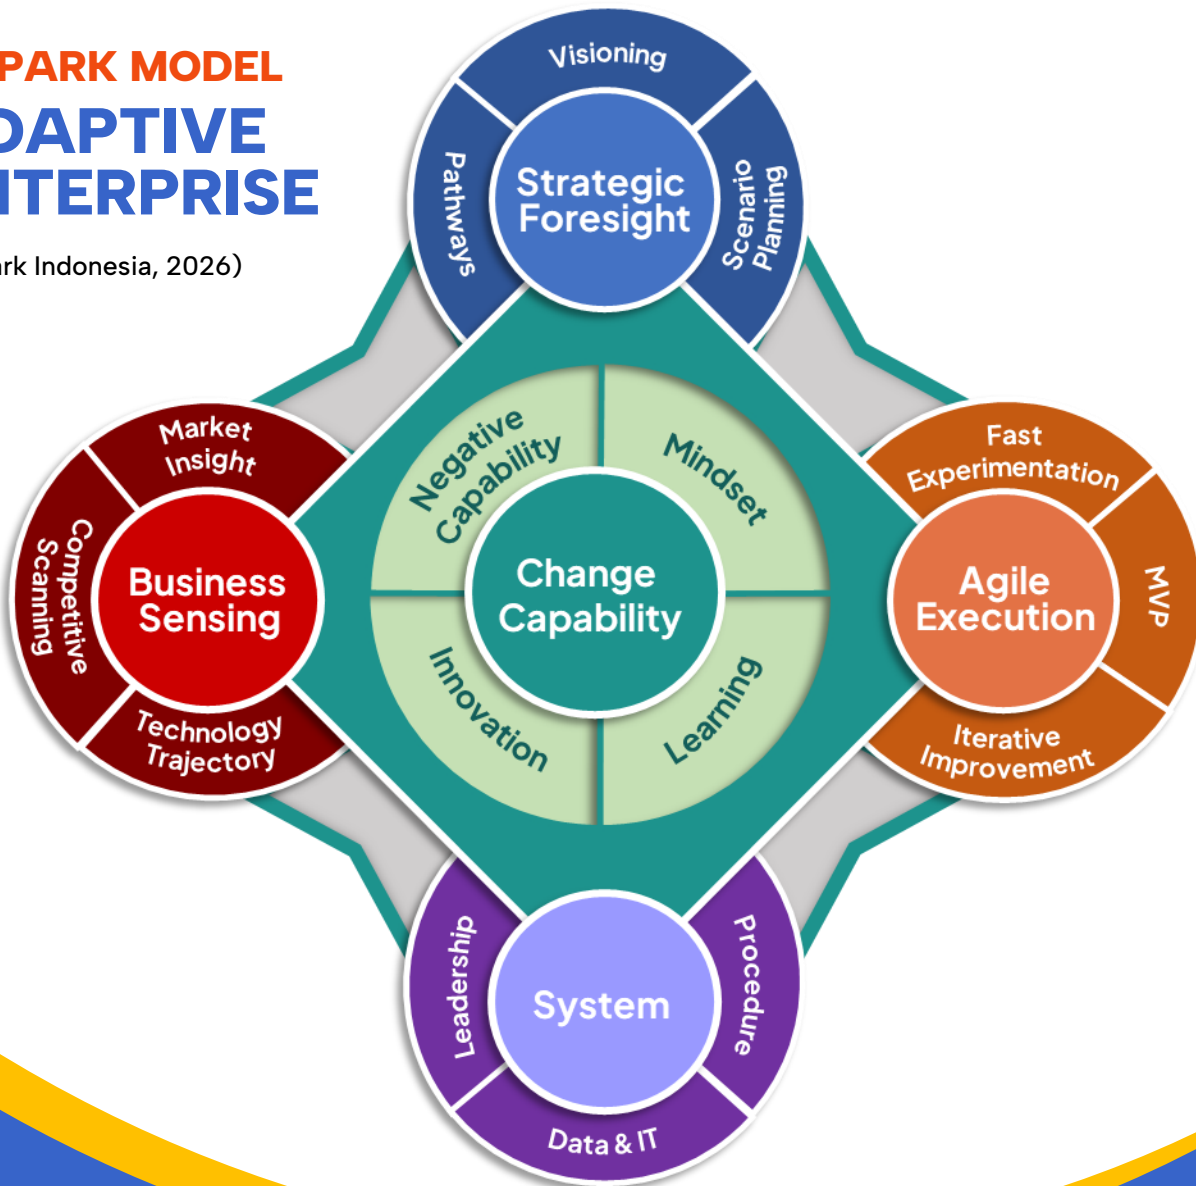 PARK MODEL
DAPTIVE
NTERPRISE
ark Indonesia, 2026)
Visioning
Pathways
Strategic
Foresight
Scenario
Planning
Market
Insight
Competitive
Scanning
Business
Sensing
Technology
Trajectory
Negative
Capability
Mindset
Change
Capability
Innovation
Learning
Fast
Experimentation
Agile
Execution
MVP
Iterative
Improvement
Leadership
System
Procedure
Data & IT